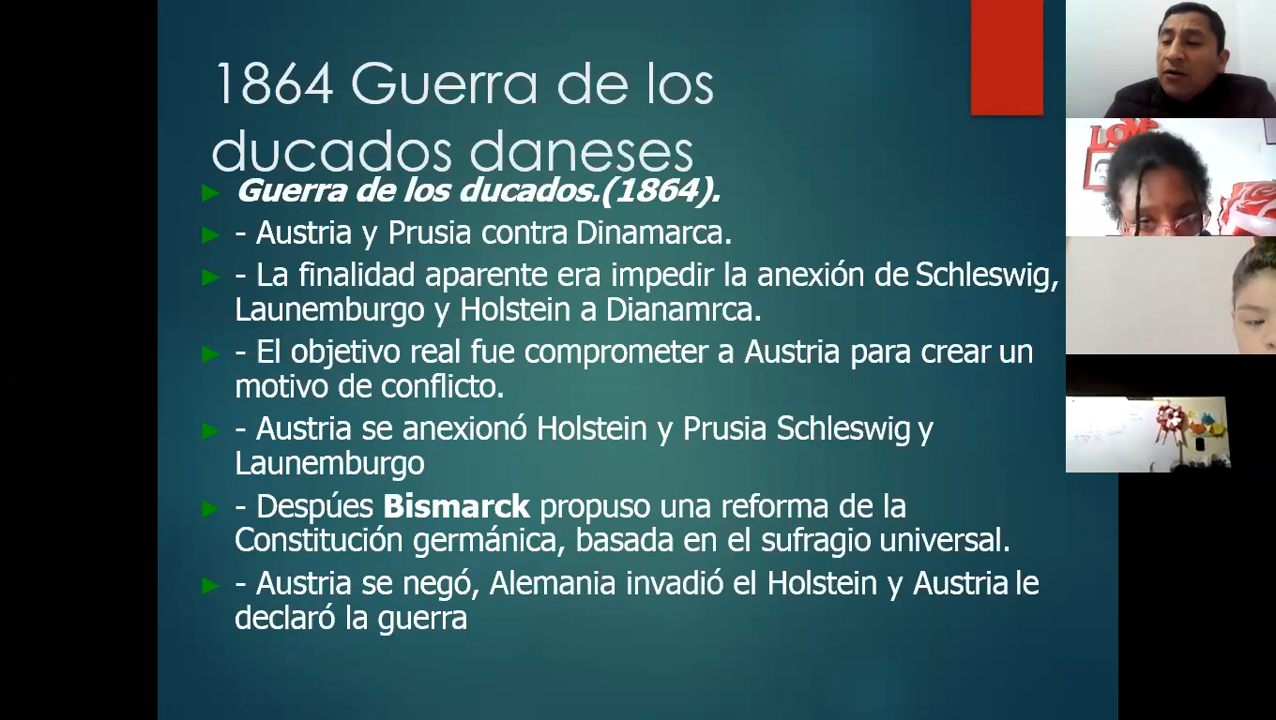 1864 Guerra de los
ducados daneses
Guerra de los ducados.(1864).
- Austria y Prusia contra Dinamarca.
- La finalidad aparente era impedir la anexión de Schleswig,
Launemburgo y Holstein a Dianamrca.
- El objetivo real fue comprometer a Austria para crear un
motivo de conflicto.
- Austria se anexionó Holstein y Prusia Schleswig y
Launemburgo
- Despúes Bismarck propuso una reforma de la
Constitución germánica, basada en el sufragio universal.
- Austria se negó, Alemania invadió el Holstein y Austria le
declaró la guerra
LOVE